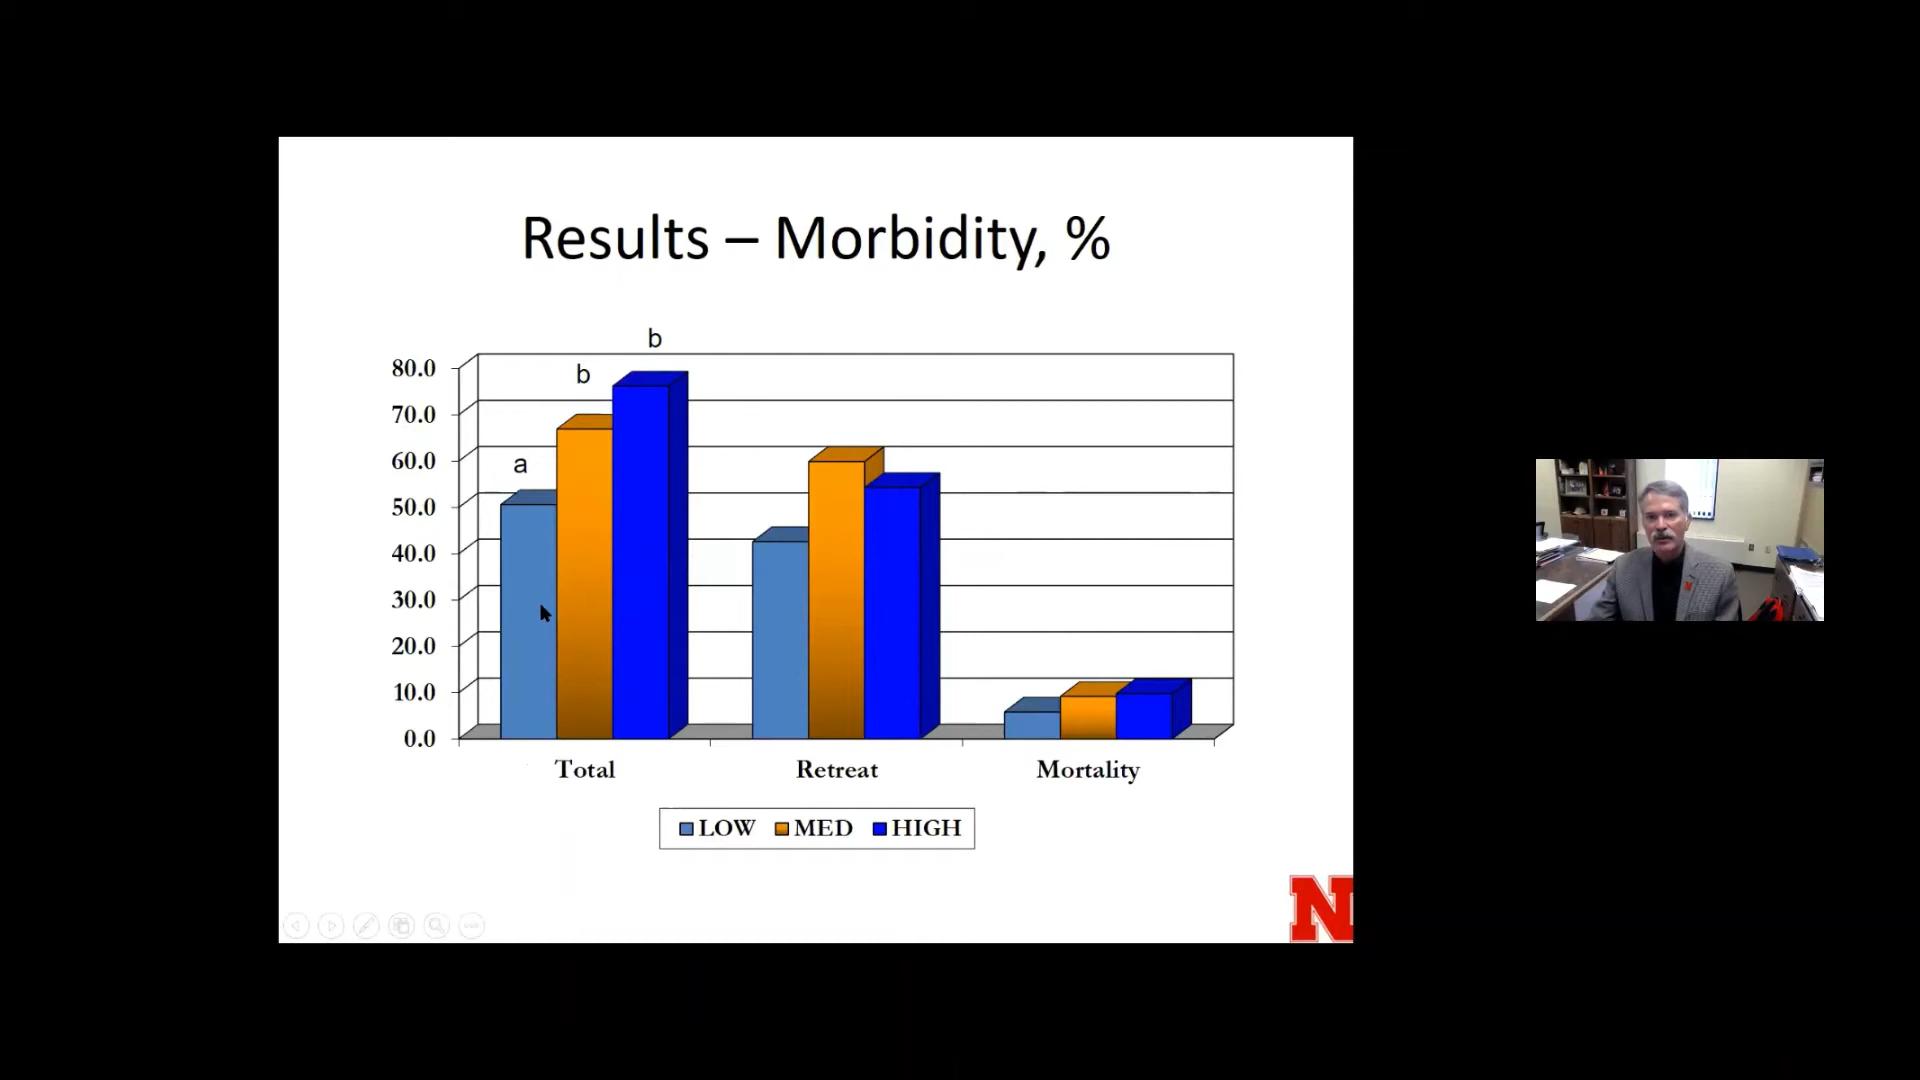 Results – Morbidity, %
b
b
a
80.0
70.0
60.0
50.0
40.0
30.0
20.0
10.0
0.0
Total Retreat Mortality
LOW MED HIGH
N